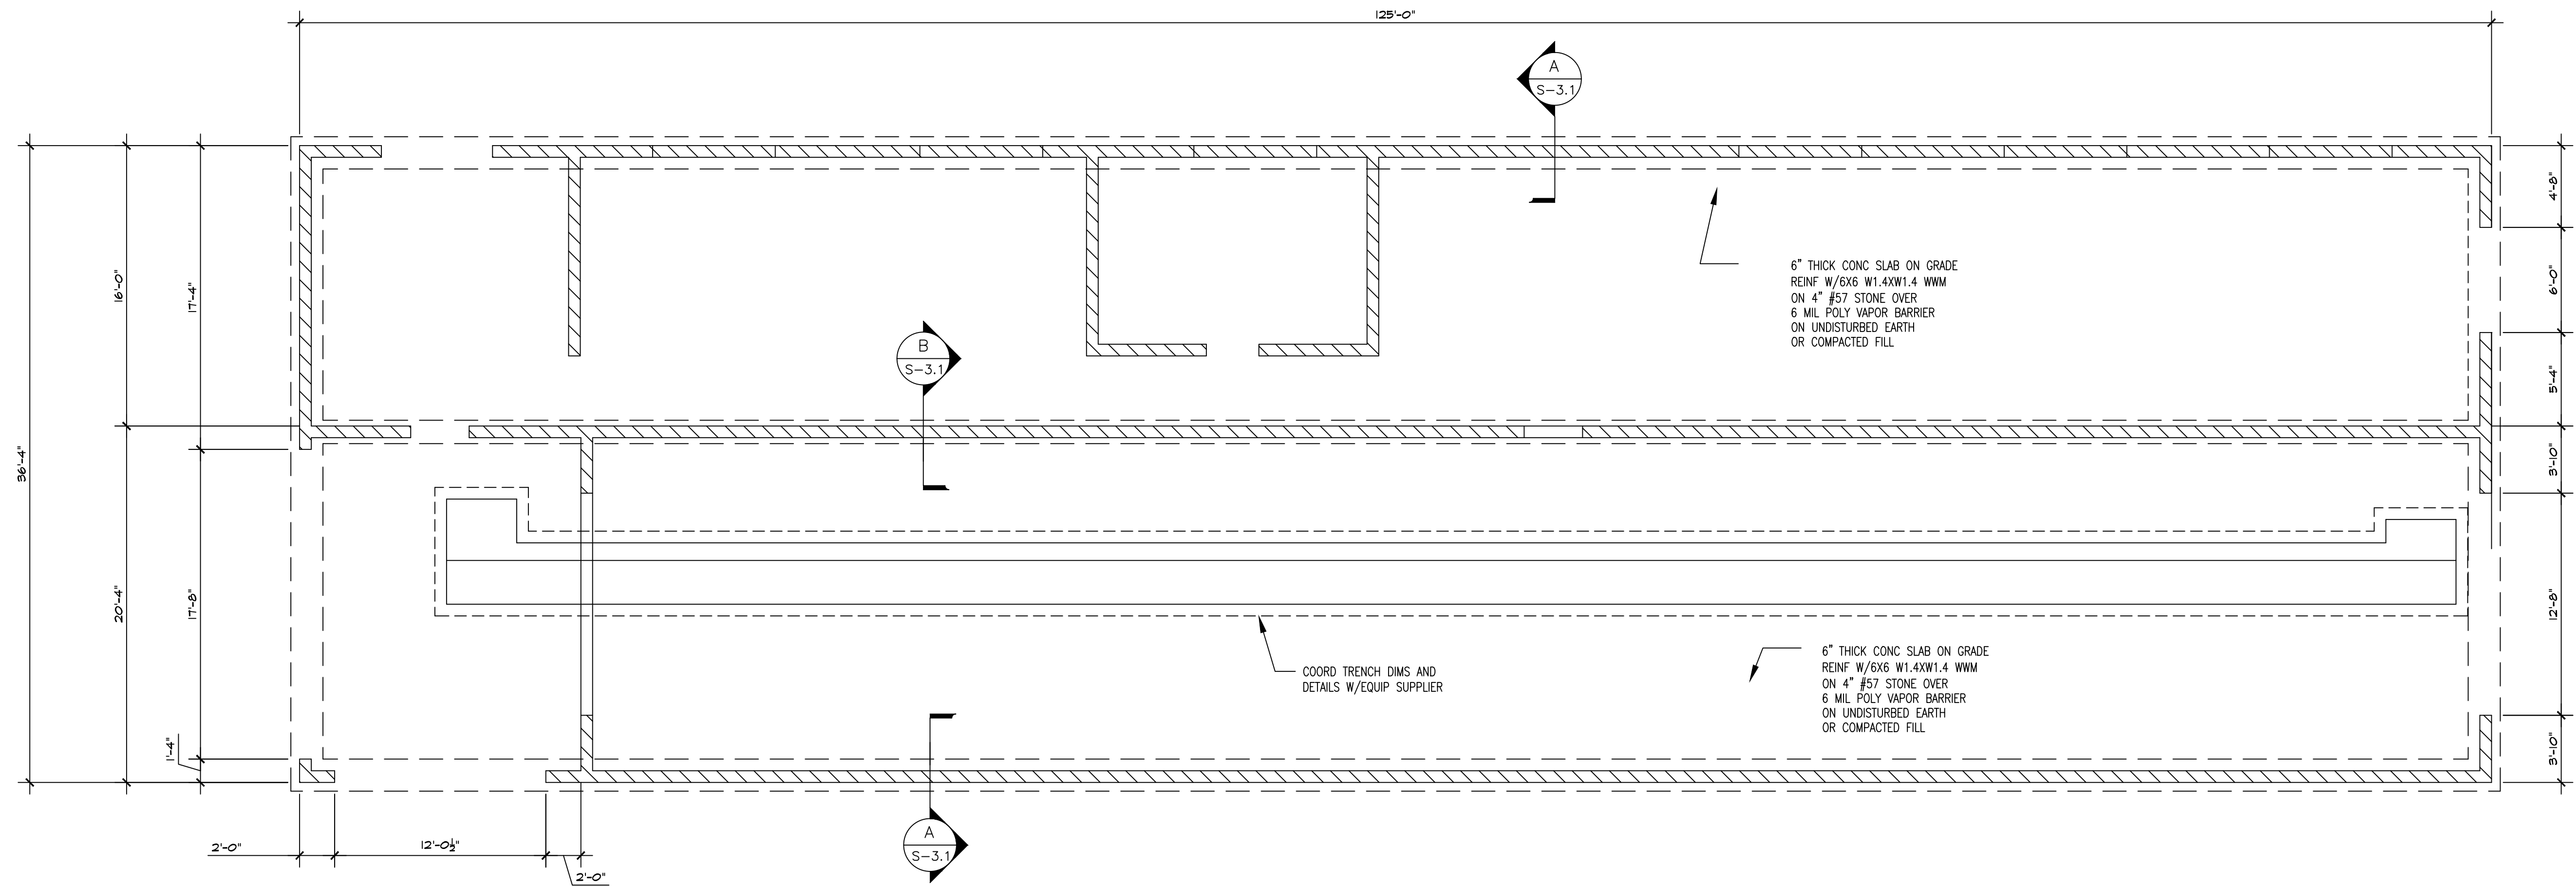 125'-0"
A
S-3.1
4'-8"
6'-0"
5'-4"
3'-10"
12'-8"
3'-10"
36'-4"
16'-0"
20'-4"
17'-4"
17'-8"
1'-4"
6" THICK CONC SLAB ON GRADE
REINF W/6X6 W1.4XW1.4 WWM
ON 4" #57 STONE OVER
6 MIL POLY VAPOR BARRIER
ON UNDISTURBED EARTH
OR COMPACTED FILL
B
S-3.1
COORD TRENCH DIMS AND
DETAILS W/EQUIP SUPPLIER
6" THICK CONC SLAB ON GRADE
REINF W/6X6 W1.4XW1.4 WWM
ON 4" #57 STONE OVER
6 MIL POLY VAPOR BARRIER
ON UNDISTURBED EARTH
OR COMPACTED FILL
2'-0"
12'-0½"
2'-0"
A
S-3.1